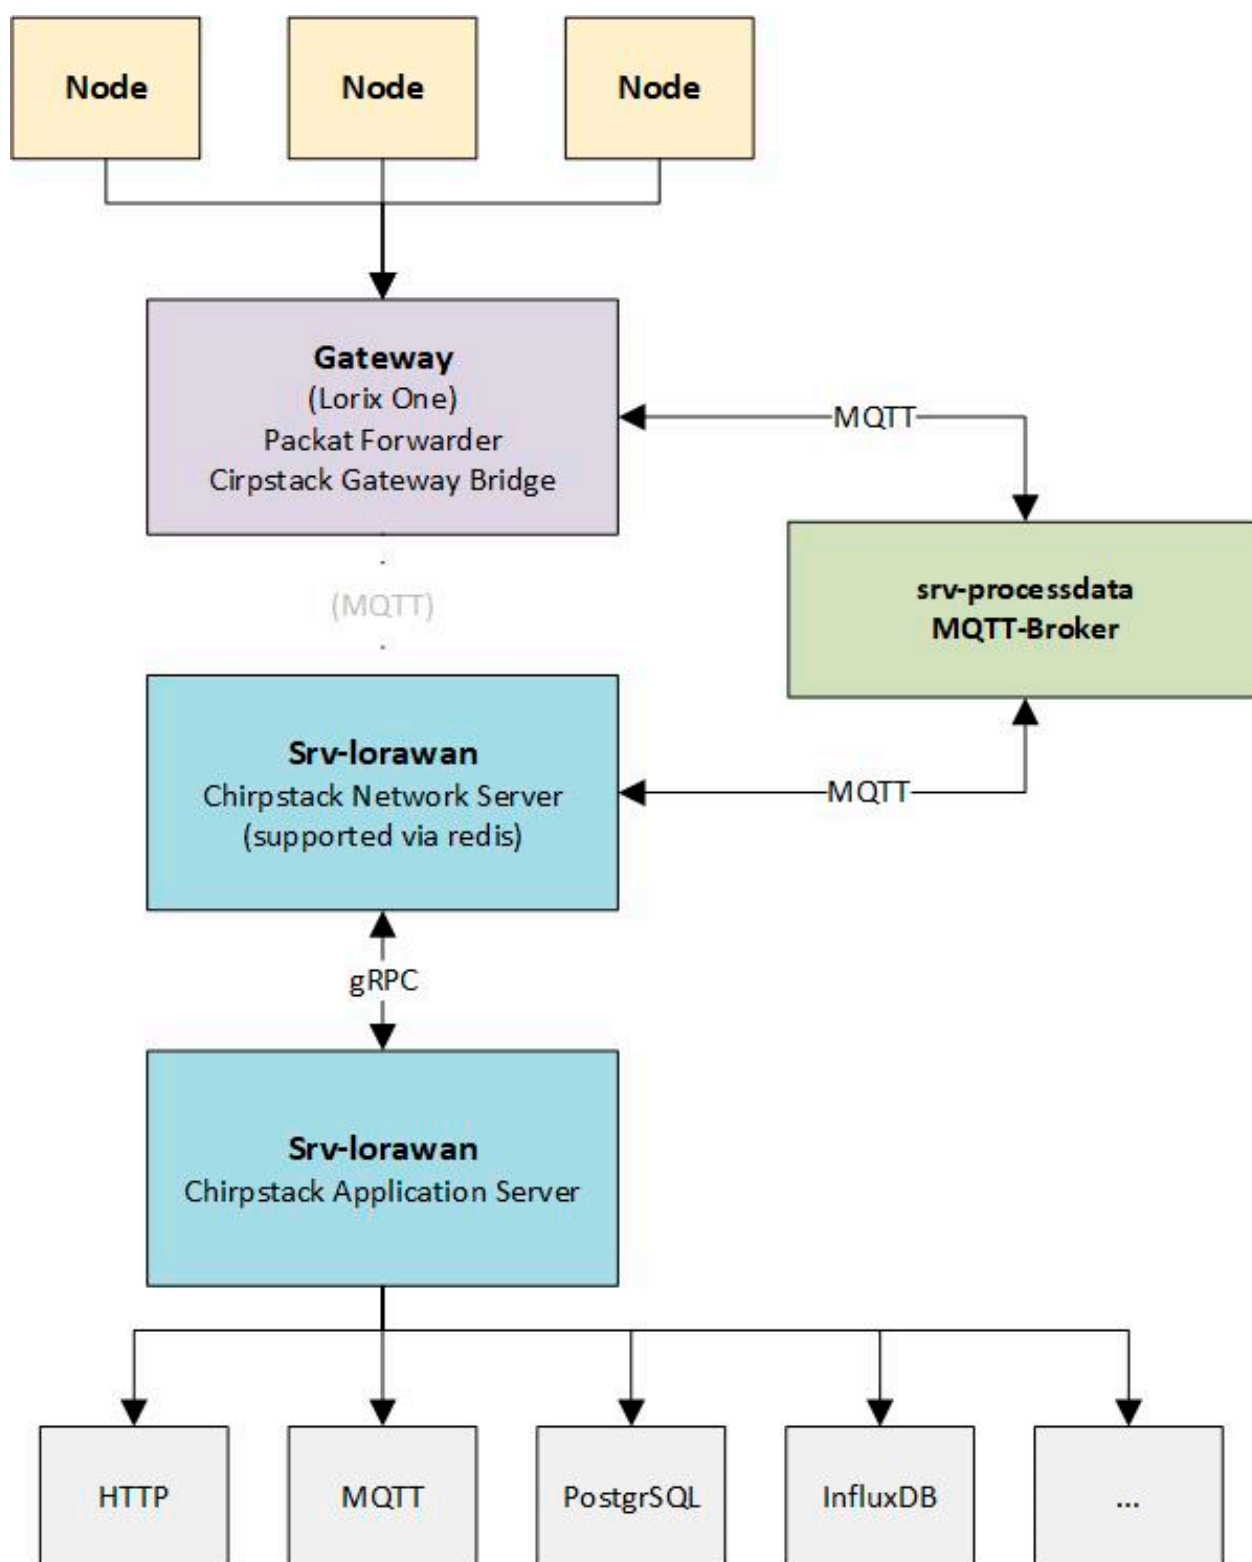 Node
Node
Node
Gateway
(Lorix One)
Packat Forwarder
Cirpstack Gateway Bridge
MQTT
srv-processdata
MQTT-Broker
(MQTT)
Srv-lorawan
Chirpstack Network Server
(supported via redis)
MQTT
gRPC
Srv-lorawan
Chirpstack Application Server
HTTP
MQTT
PostgrSQL
InfluxDB
...